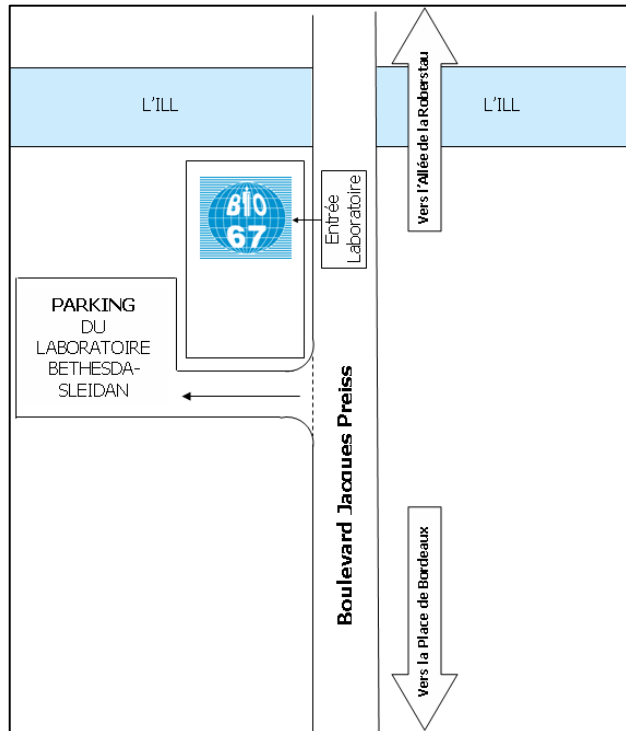 L'ILL
L'ILL
Vers l'Allée de la Roberstau
BIO
67
Entrée
Laboratoire
PARKING
DU
LABORATOIRE
BETHESDA-
SLEIDAN
Boulevard Jacques Preiss
Vers la Place de Bordeaux